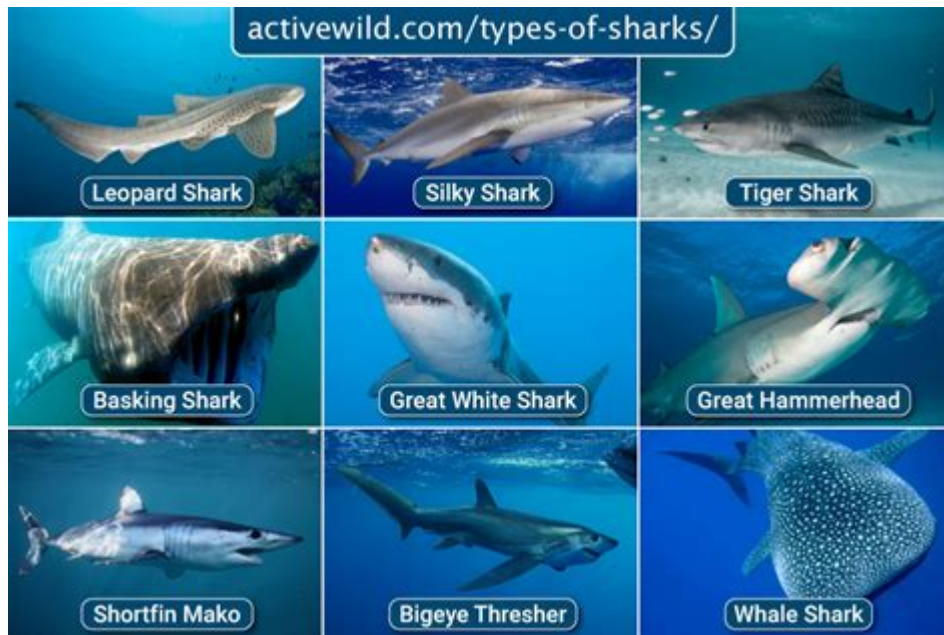 activewild.com/types-of-sharks/
Leopard Shark
Silky Shark
Tiger Shark
Basking Shark
Great White Shark
Great Hammerhead
Shortfin Mako
Bigeye Thresher
Whale Shark